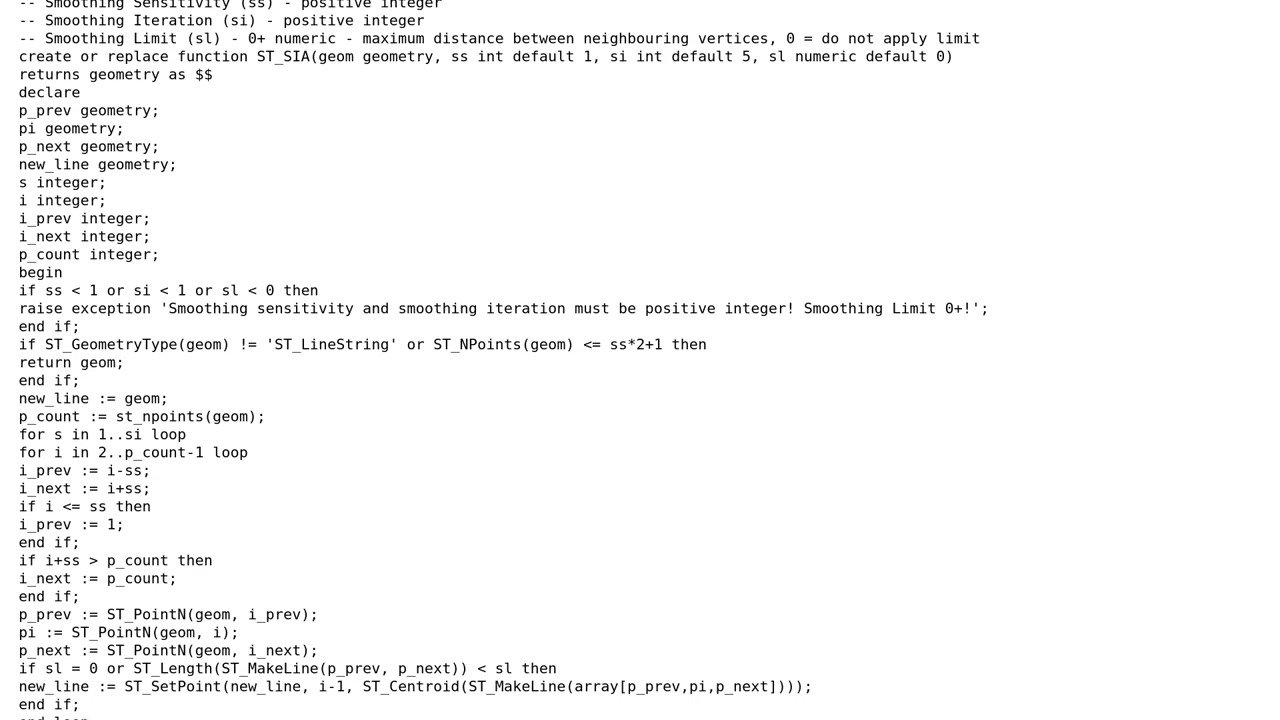 -- Smoothing Sensitivity (ss) - positive integer
-- Smoothing Iteration (si) - positive integer
-- Smoothing Limit (sl) - 0+ numeric - maximum distance between neighbouring vertices, 0 = do not apply limit
create or replace function ST_SIA(geom geometry, ss int default 1, si int default 5, sl numeric default 0)
returns geometry as $$
declare
p_prev geometry;
pi geometry;
p_next geometry;
new_line geometry;
s integer;
i integer;
i_prev integer;
i_next integer;
p_count integer;
begin
if ss < 1 or si < 1 or sl < 0 then
raise exception 'Smoothing sensitivity and smoothing iteration must be positive integer! Smoothing Limit 0+!';
end if;
if ST_GeometryType(geom) != 'ST_LineString' or ST_NPoints(geom) <= ss*2+1 then
return geom;
end if;
new_line := geom;
p_count := st_npoints(geom);
for s in 1..si loop
for i in 2..p_count-1 loop
i_prev := i-ss;
i_next := i+ss;
if i <= ss then
i_prev := 1;
end if;
if i+ss > p_count then
i_next := p_count;
end if;
p_prev := ST_PointN(geom, i_prev);
pi := ST_PointN(geom, i);
p_next := ST_PointN(geom, i_next);
if sl = 0 or ST_Length(ST_MakeLine(p_prev, p_next)) < sl then
new_line := ST_SetPoint(new_line, i-1, ST_Centroid(ST_MakeLine(array[p_prev,pi,p_next])));
end if;
end loop